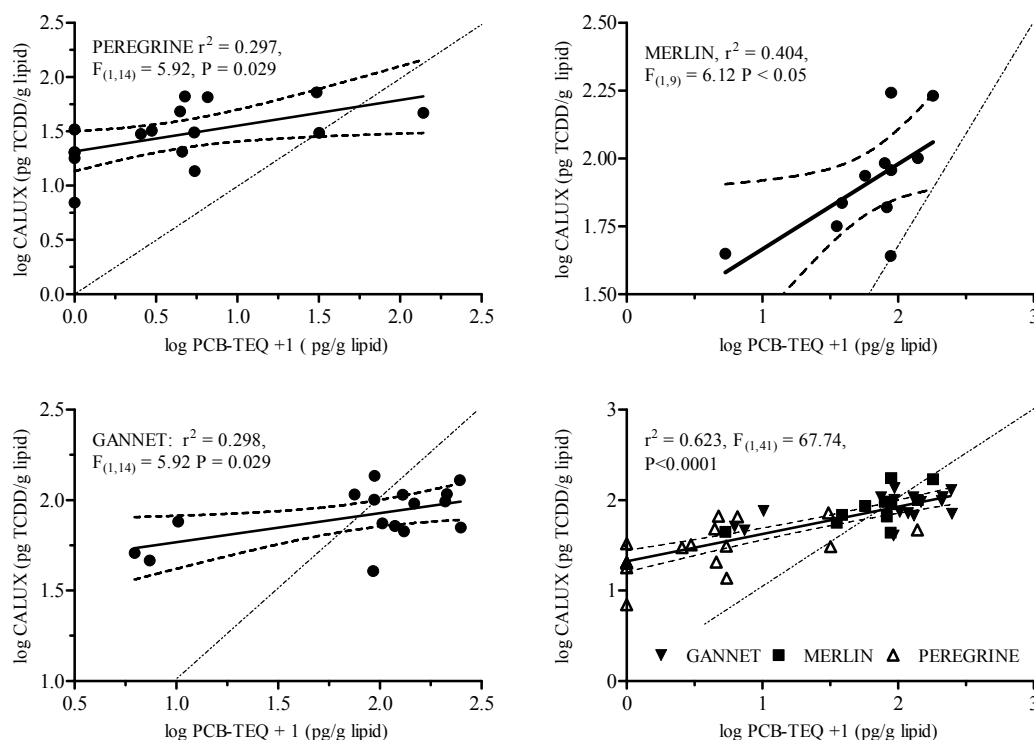 PEREGRINE r² = 0.297,
F(1,14) = 5.92, P = 0.029
log CALUX (pg TCDD/g lipid)
2.5
2.0
1.5
1.0
0.5
0.0
0.0 0.5 1.0 1.5 2.0 2.5
log PCB-TEQ +1 ( pg/g lipid)
MERLIN, r² = 0.404,
F(1,9) = 6.12 P < 0.05
log CALUX (pg TCDD/g lipid)
2.50
2.25
2.00
1.75
1.50
0 1 2 3
log PCB-TEQ +1 (pg/g lipid)
GANNET: r² = 0.298,
F(1,14) = 5.92 P = 0.029
log CALUX (pg TCDD/g lipid)
2.5
2.0
1.5
1.0
0.5 1.0 1.5 2.0 2.5
log PCB-TEQ + 1 (pg/g lipid)
r² = 0.623, F(1,41) = 67.74,
P<0.0001
log CALUX (pg TCDD/g lipid)
3
2
1
0
GANNET MERLIN PEREGRINE
0 1 2 3
log PCB-TEQ +1 (pg/g lipid)